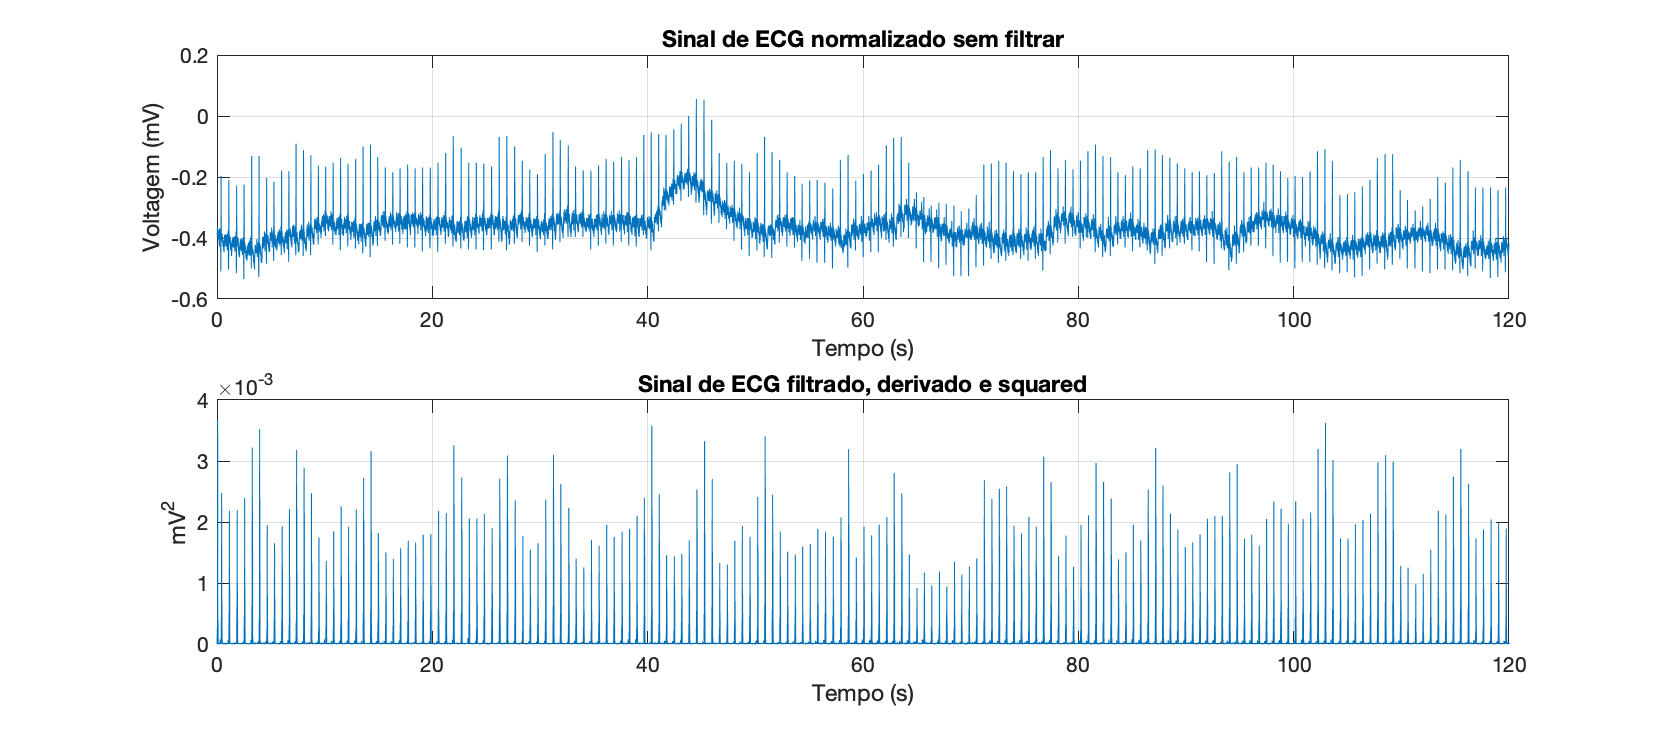 Sinal de ECG normalizado sem filtrar
0.2
0
-0.2
-0.4
-0.6
Voltagem (mV)
0 20 40 60 80 100 120
Tempo (s)
×10⁻³
Sinal de ECG filtrado, derivado e squared
4
3
2
1
0
mV²
0 20 40 60 80 100 120
Tempo (s)